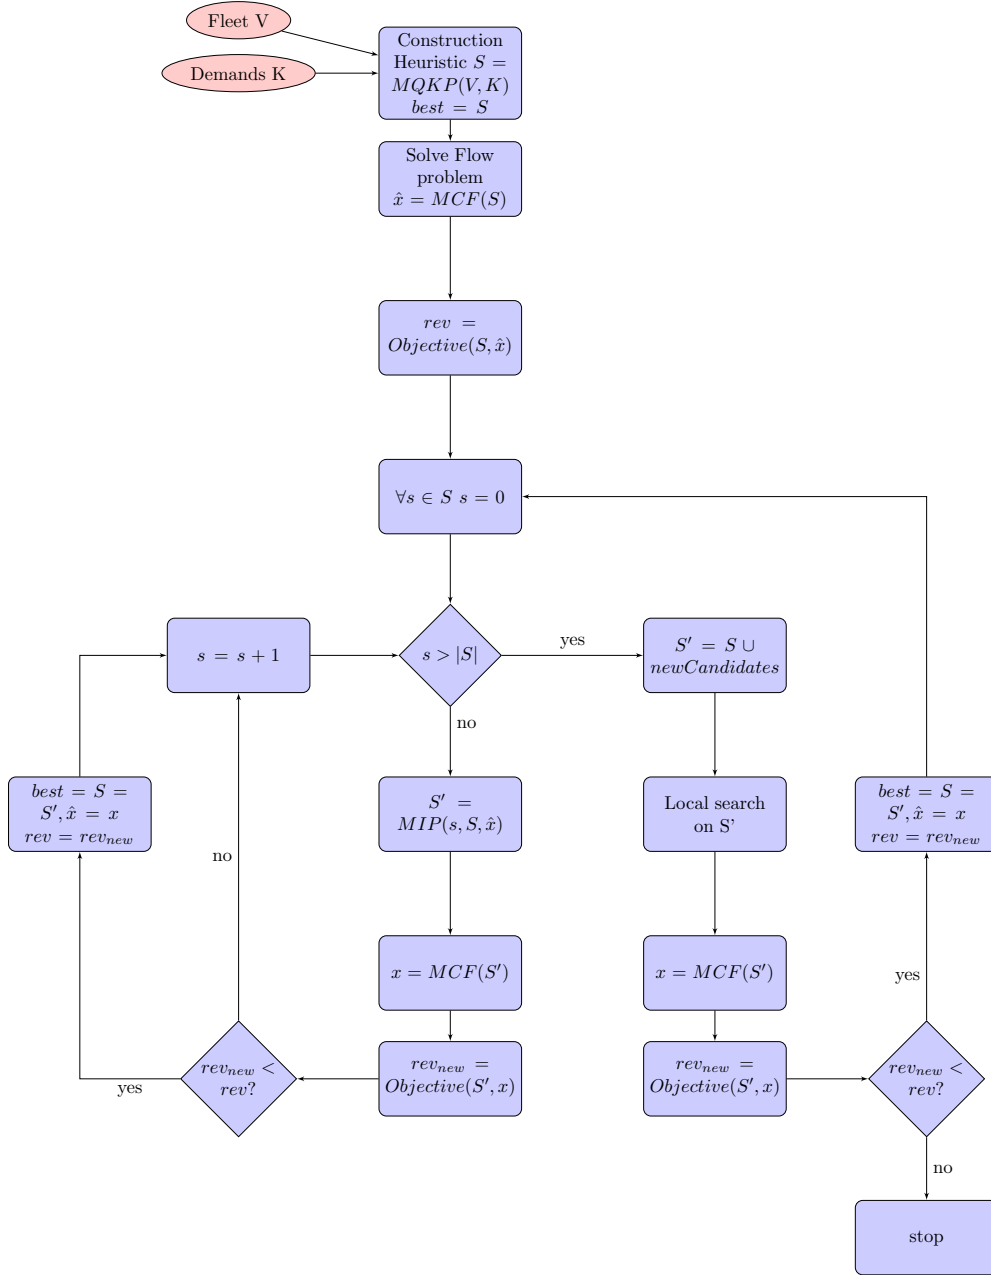 Fleet V
Demands K
Construction
Heuristic S =
MQKP(V, K)
best = S
Solve Flow
problem
x̂ = MCF(S)
rev =
Objective(S, x̂)
∀s ∈ S s = 0
s = s + 1
s > |S|
yes
S′ = S ∪
newCandidates
no
best = S =
S′, x̂ = x
rev = rev_new
S′ =
MIP(s, S, x̂)
Local search
on S'
best = S =
S′, x̂ = x
rev = rev_new
no
x = MCF(S′)
x = MCF(S′)
yes
rev_new <
rev?
yes
rev_new =
Objective(S′, x)
rev_new =
Objective(S′, x)
rev_new <
rev?
no
stop